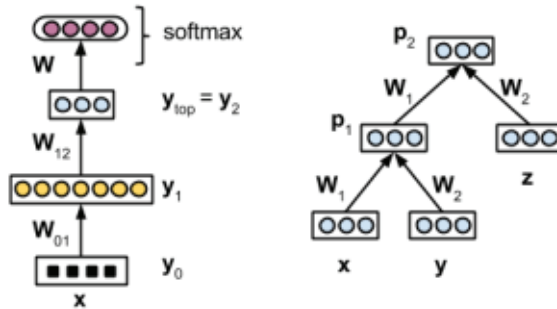 softmax
W
y_top = y_2
W_12
y_1
W_01
y_0
x
p_2
W_1 W_2
p_1
z
W_1 W_2
x y